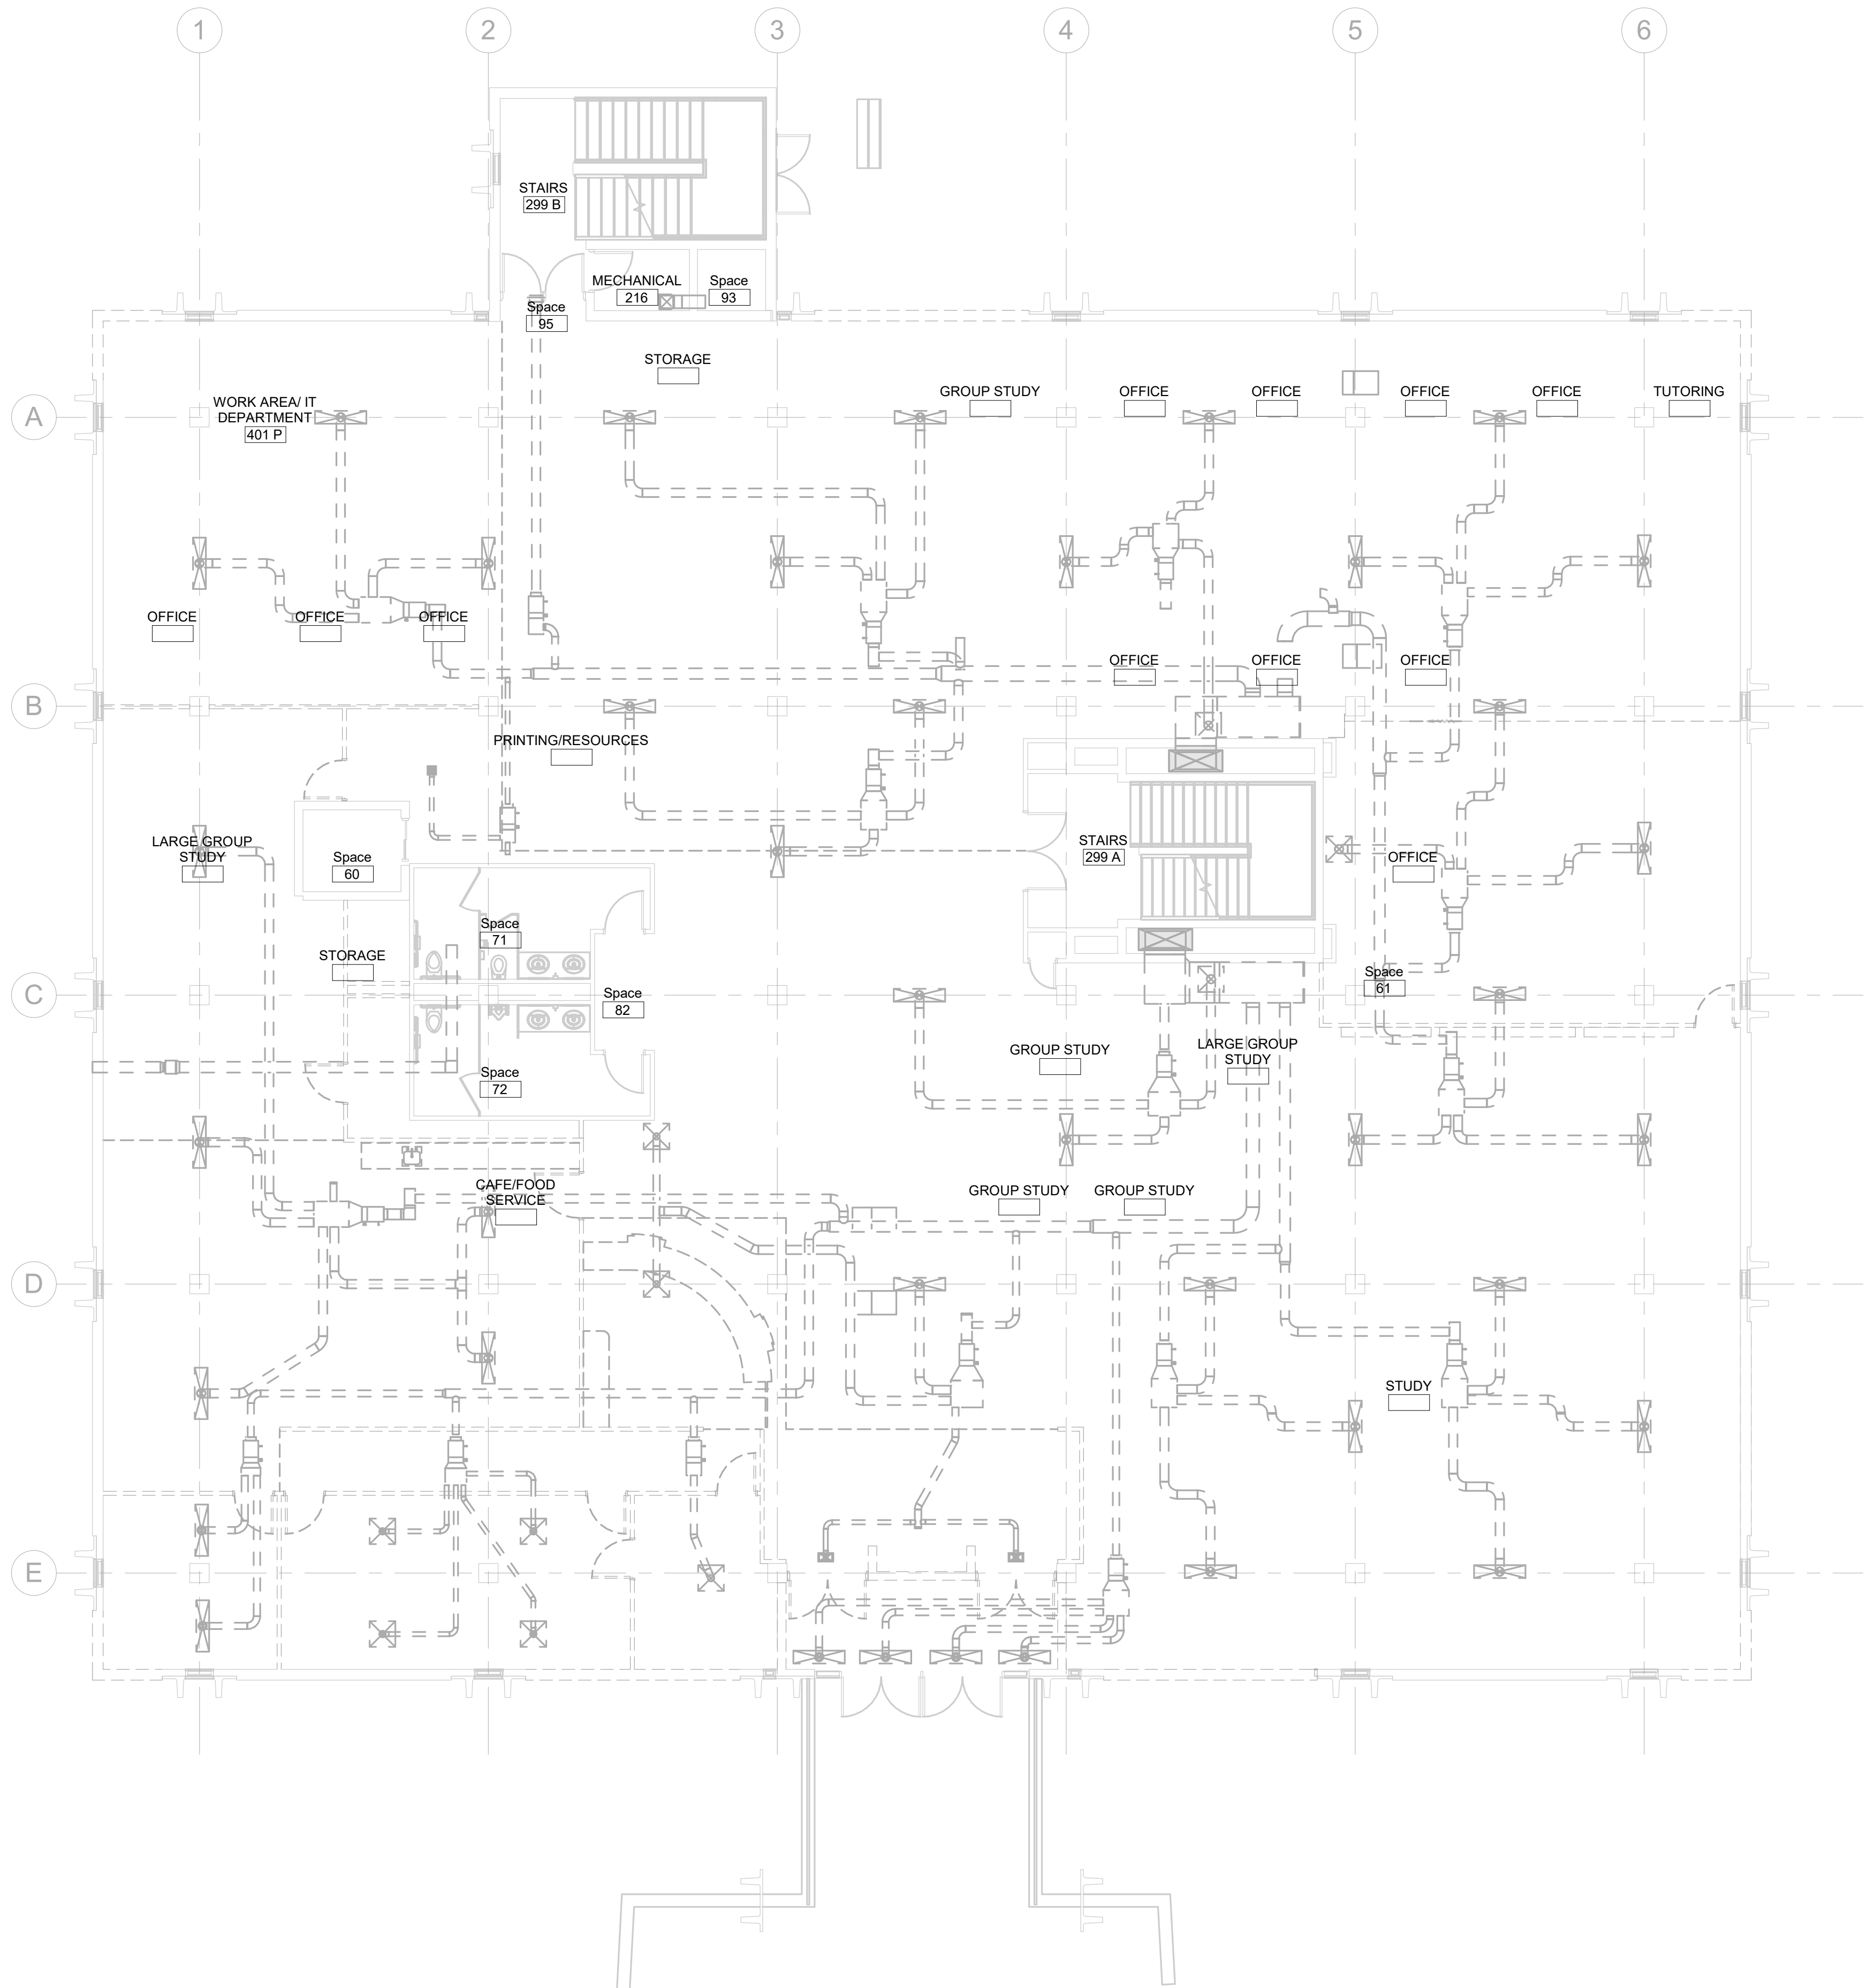 1
2
3
4
5
6
STAIRS
299 B
MECHANICAL
216
Space
93
Space
95
STORAGE
A
WORK AREA/ IT
DEPARTMENT
401 P
GROUP STUDY
OFFICE
OFFICE
OFFICE
OFFICE
TUTORING
OFFICE
OFFICE
OFFICE
OFFICE
OFFICE
OFFICE
B
PRINTING/RESOURCES
LARGE GROUP
STUDY
Space
60
STAIRS
299 A
OFFICE
Space
71
STORAGE
C
Space
82
Space
61
Space
72
GROUP STUDY
LARGE GROUP
STUDY
CAFE/FOOD
SERVICE
GROUP STUDY
GROUP STUDY
D
STUDY
E